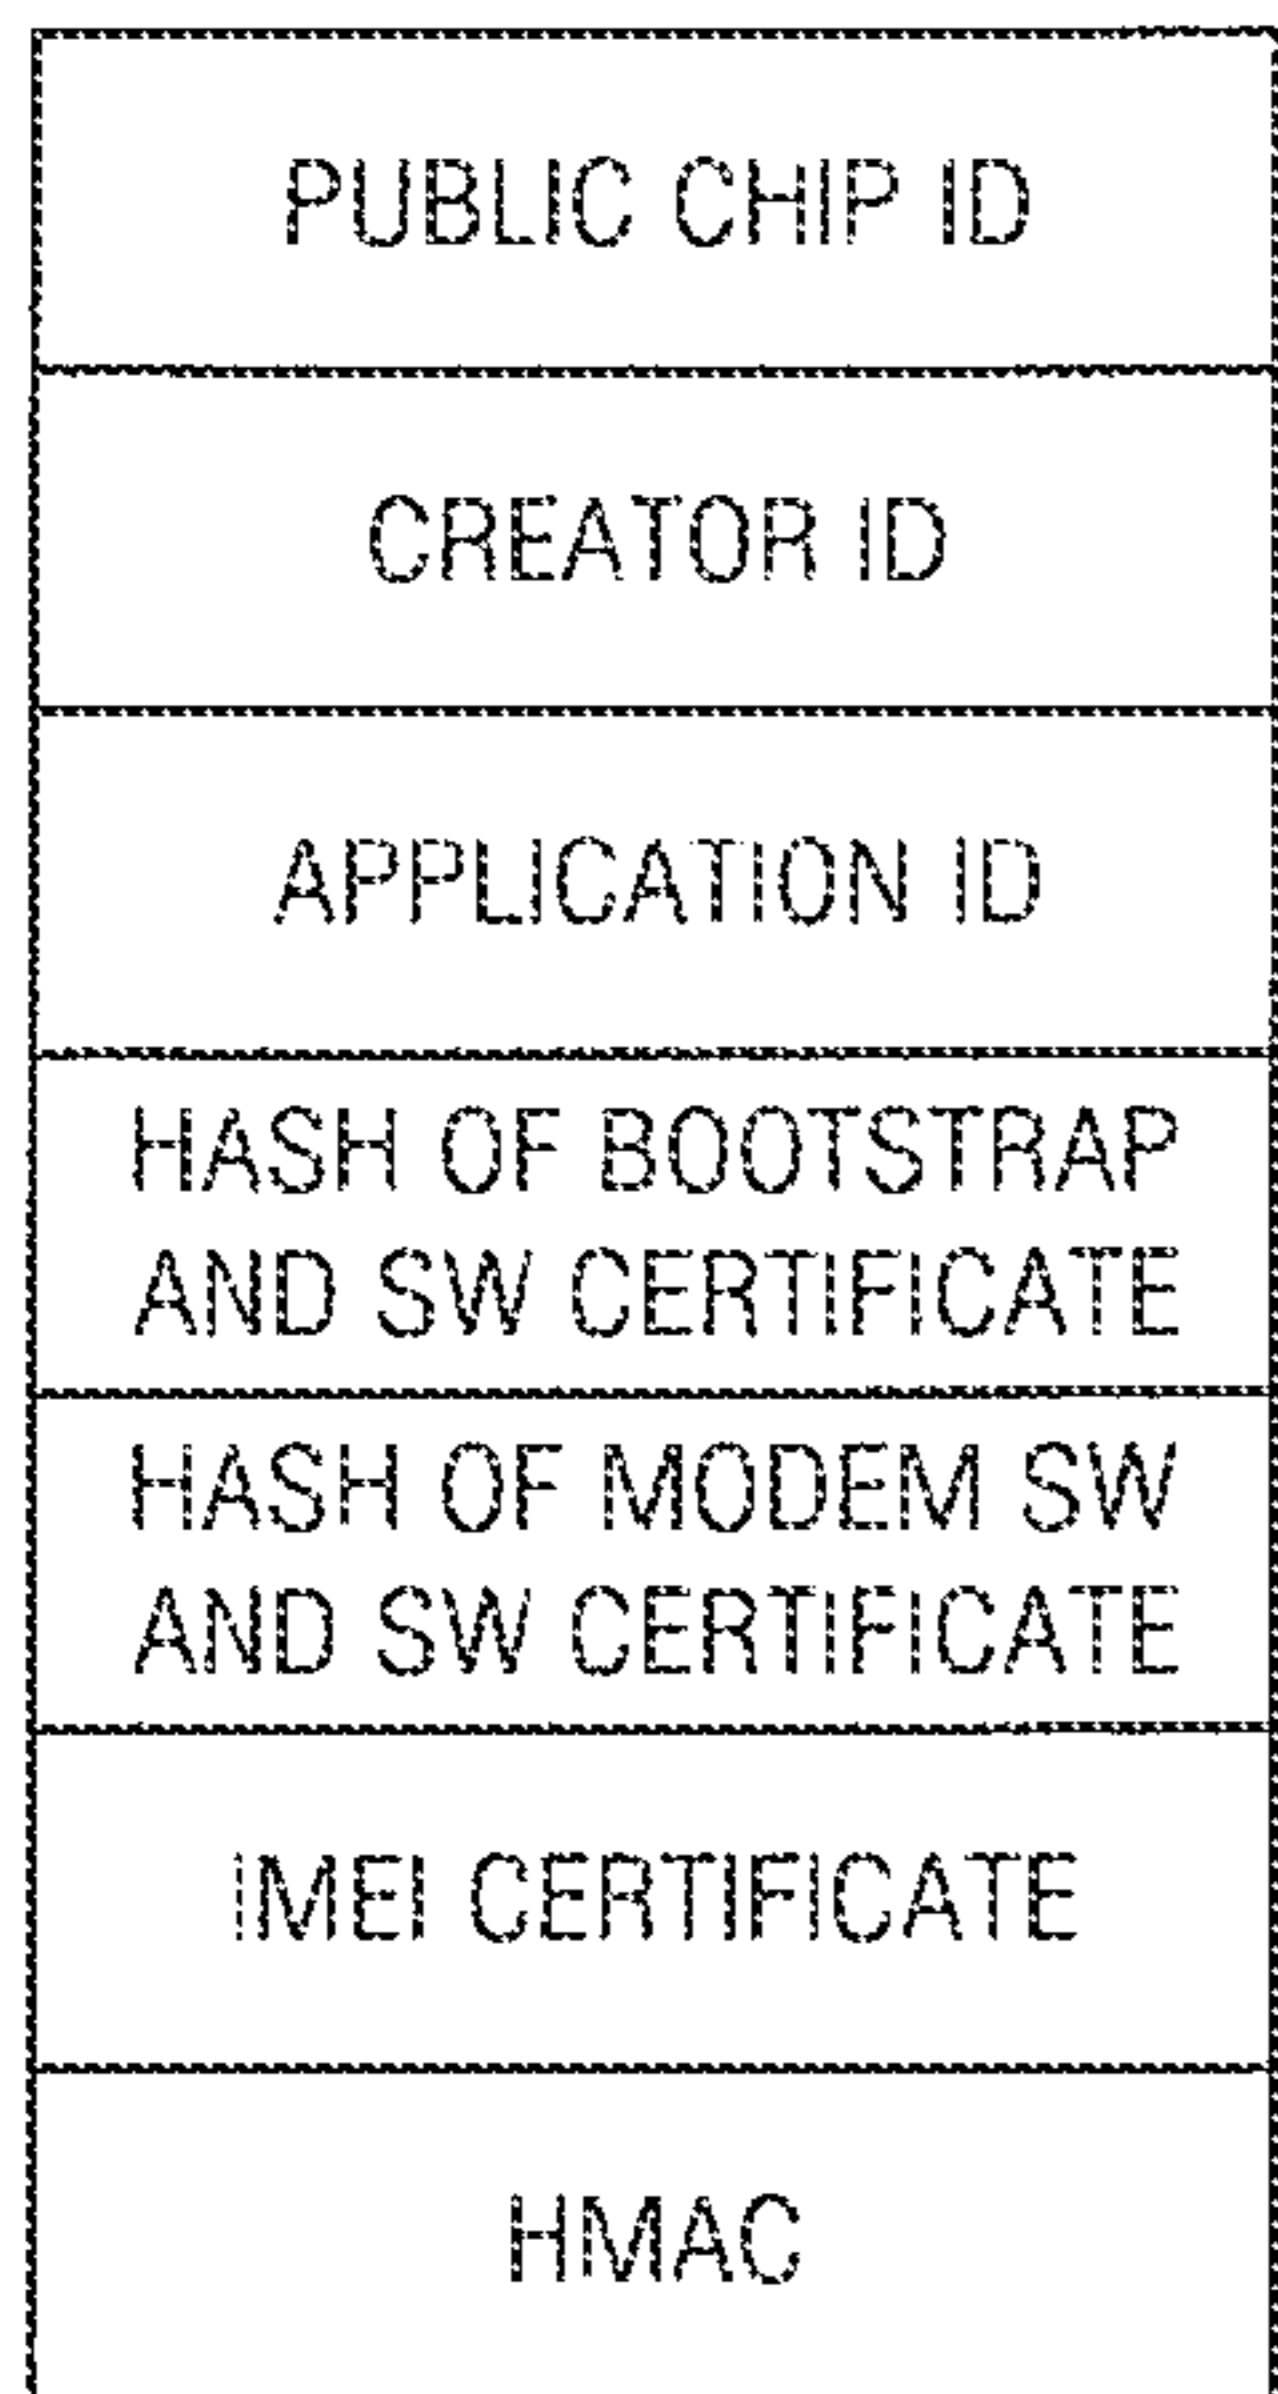 PUBLIC CHIP ID
CREATOR ID
APPLICATION ID
HASH OF BOOTSTRAP
AND SW CERTIFICATE
HASH OF MODEM SW
AND SW CERTIFICATE
IMEI CERTIFICATE
HMAC